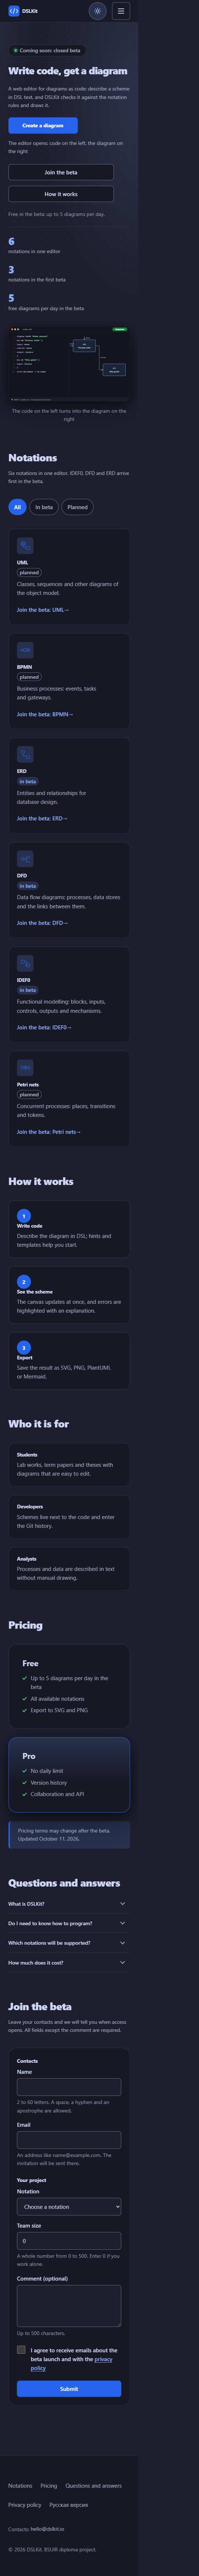 DSLKit
Coming soon: closed beta
Write code, get a diagram
A web editor for diagrams as code: describe a scheme
in DSL text, and DSLKit checks it against the notation
rules and draws it.
Create a diagram
The editor opens: code on the left, the diagram on
the right
Join the beta
How it works
Free in the beta: up to 5 diagrams per day.
6
notations in one editor
3
notations in the first beta
5
free diagrams per day in the beta
The code on the left turns into the diagram on the
right
Notations
Six notations in one editor. IDEF0, DFD and ERD arrive
first in the beta.
All
In beta
Planned
UML
planned
Classes, sequences and other diagrams of
the object model.
Join the beta: UML→
BPMN
planned
Business processes: events, tasks
and gateways.
Join the beta: BPMN→
ERD
in beta
Entities and relationships for
database design.
Join the beta: ERD→
DFD
in beta
Data flow diagrams: processes, data stores
and the links between them.
Join the beta: DFD→
IDEF0
in beta
Functional modelling: blocks, inputs,
controls, outputs and mechanisms.
Join the beta: IDEF0→
Petri nets
planned
Concurrent processes: places, transitions
and tokens.
Join the beta: Petri nets→
How it works
1
Write code
Describe the diagram in DSL; hints and
templates help you start.
2
See the scheme
The canvas updates at once, and errors are
highlighted with an explanation.
3
Export
Save the result as SVG, PNG, PlantUML
or Mermaid.
Who it is for
Students
Lab works, term papers and theses with
diagrams that are easy to edit.
Developers
Schemes live next to the code and enter
the Git history.
Analysts
Processes and data are described in text
without manual drawing.
Pricing
Free
Up to 5 diagrams per day in the
beta
All available notations
Export to SVG and PNG
Pro
No daily limit
Version history
Collaboration and API
Pricing terms may change after the beta.
Updated October 11, 2026.
Questions and answers
What is DSLKit?
Do I need to know how to program?
Which notations will be supported?
How much does it cost?
Join the beta
Leave your contacts and we will tell you when access
opens. All fields except the comment are required.
Contacts
Name
2 to 60 letters. A space, a hyphen and an
apostrophe are allowed.
Email
An address like name@example.com. The
invitation will be sent there.
Your project
Notation
Choose a notation
Team size
0
A whole number from 0 to 500. Enter 0 if you
work alone.
Comment (optional)
Up to 500 characters.
I agree to receive emails about the
beta launch and with the privacy
policy
Submit
Notations
Pricing
Questions and answers
Privacy policy
Русская версия
Contacts: hello@dslkit.io
© 2026 DSLKit. BSUIR diploma project.